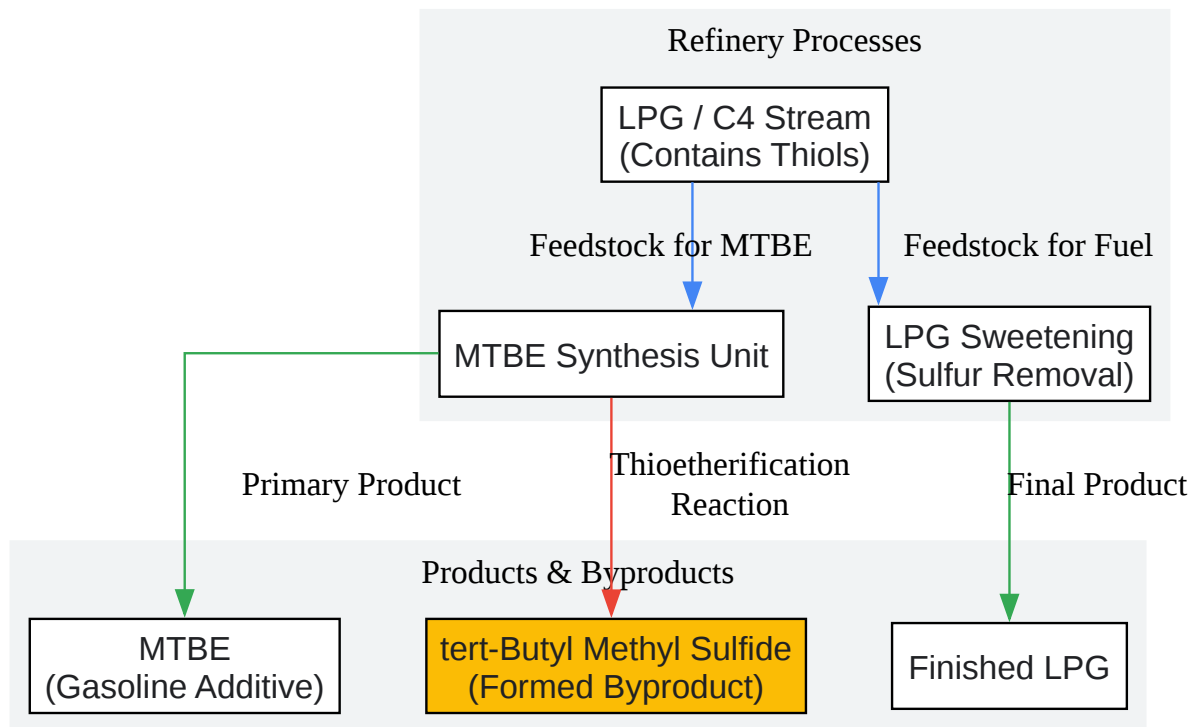 Refinery Processes
LPG / C4 Stream
(Contains Thiols)
Feedstock for MTBE
Feedstock for Fuel
MTBE Synthesis Unit
LPG Sweetening
(Sulfur Removal)
Primary Product
Thioetherification
Reaction
Final Product
Products & Byproducts
MTBE
(Gasoline Additive)
tert-Butyl Methyl Sulfide
(Formed Byproduct)
Finished LPG